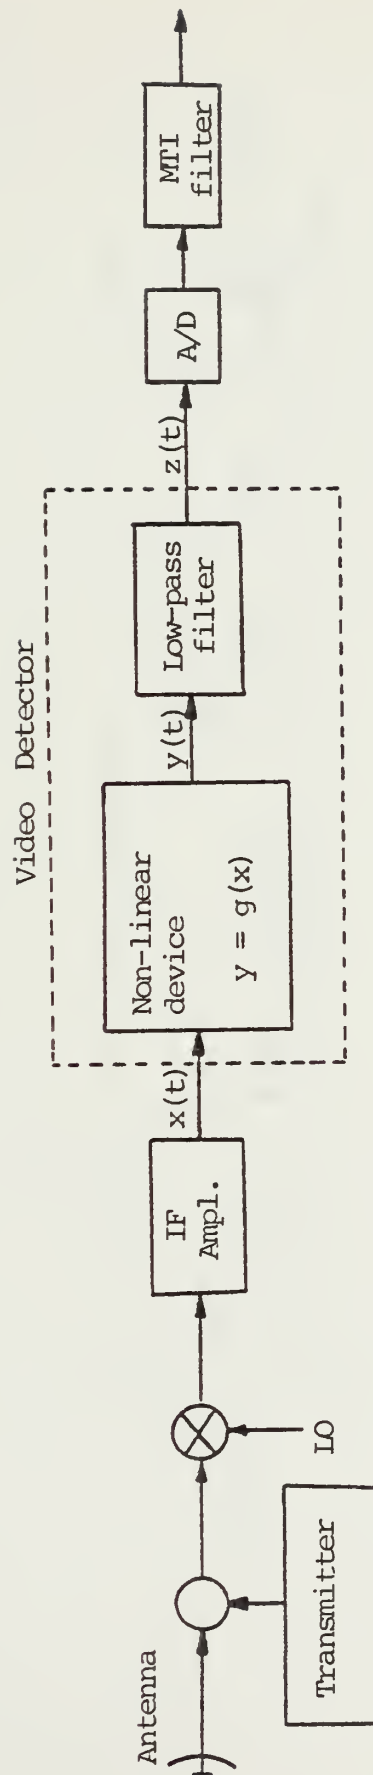 Antenna
Transmitter
LO
IF
Ampl.
x(t)
Video Detector
Non-linear
device
y = g(x)
y(t)
Low-pass
filter
z(t)
A/D
MTI
filter